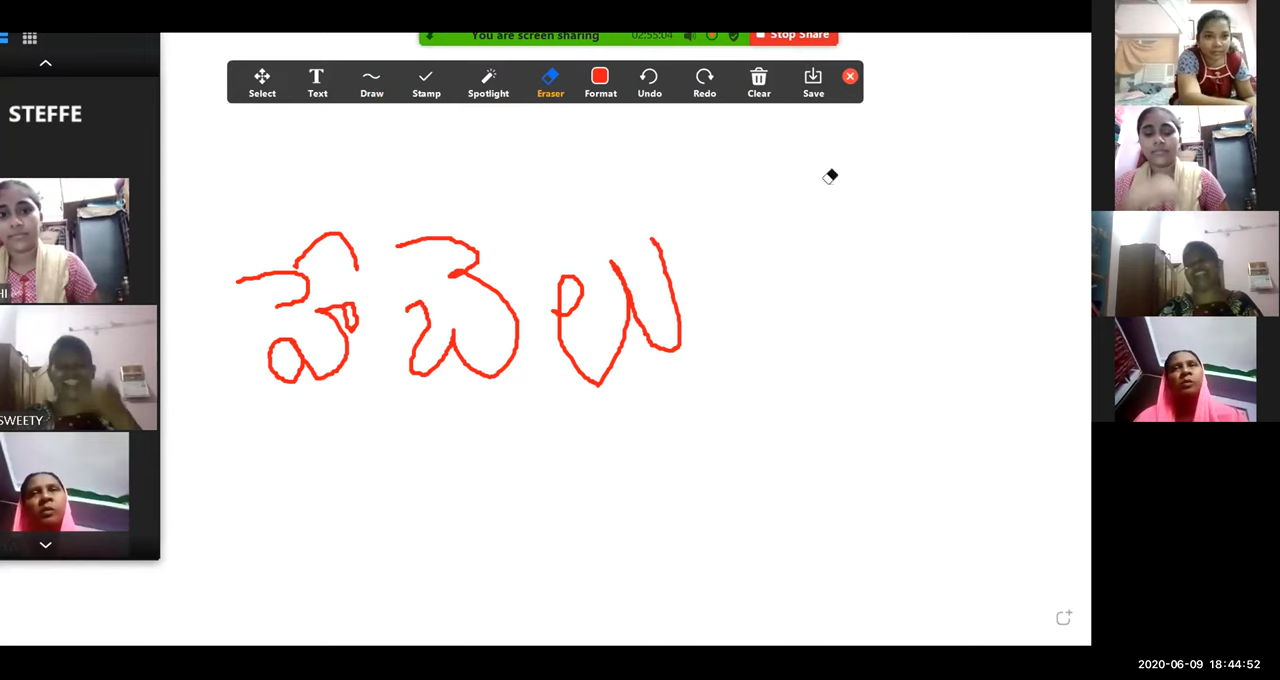 You are screen sharing 02:55:04 Stop Share
Select Text Draw Stamp Spotlight Eraser Format Undo Redo Clear Save
STEFFE
హేబెలు
HI
SWEETY
2020-06-09 18:44:52